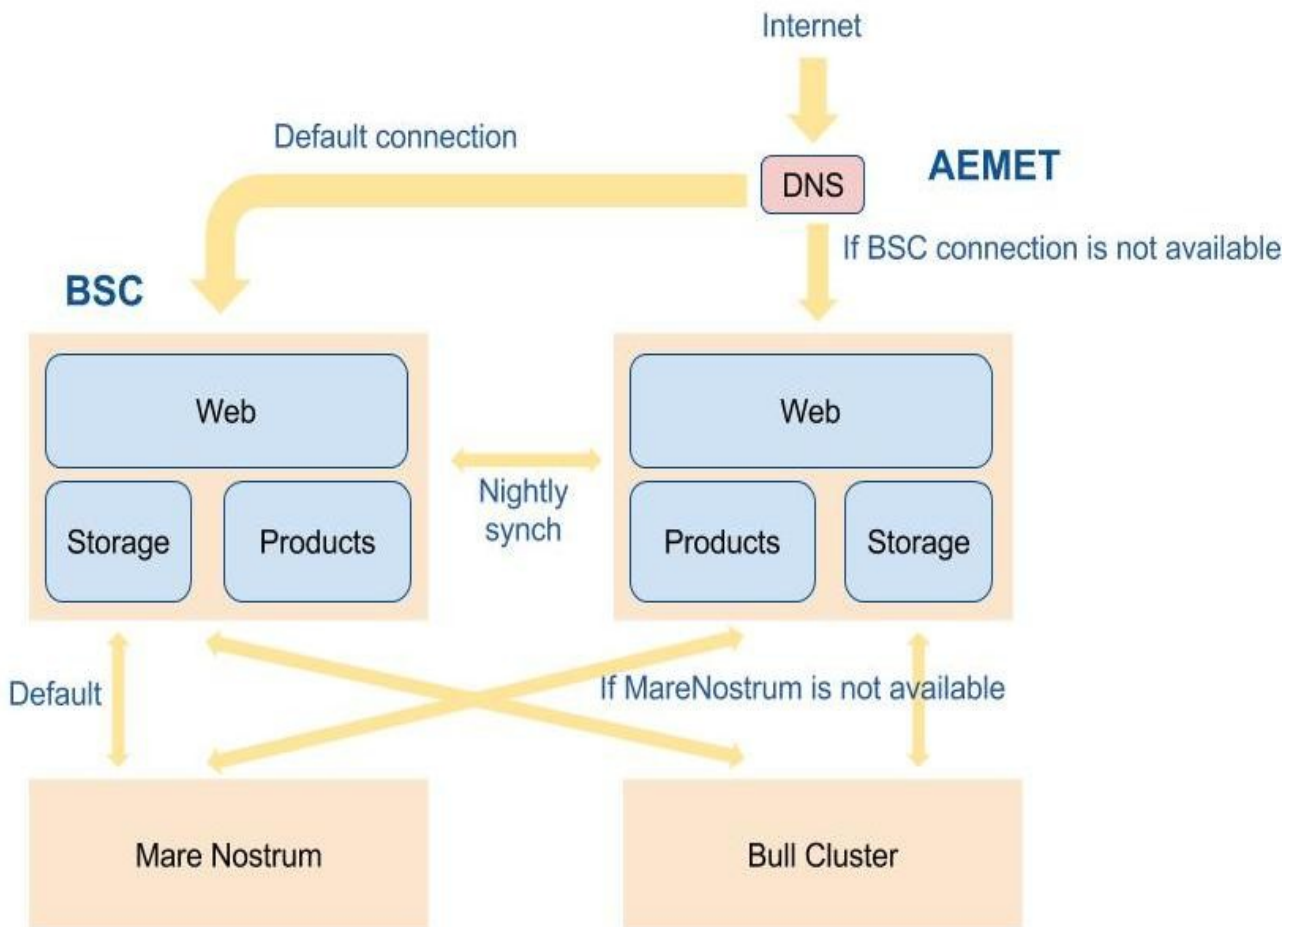 Internet
Default connection
DNS
AEMET
If BSC connection is not available
BSC
Web
Web
Nightly
synch
Storage
Products
Products
Storage
Default
If MareNostrum is not available
Mare Nostrum
Bull Cluster